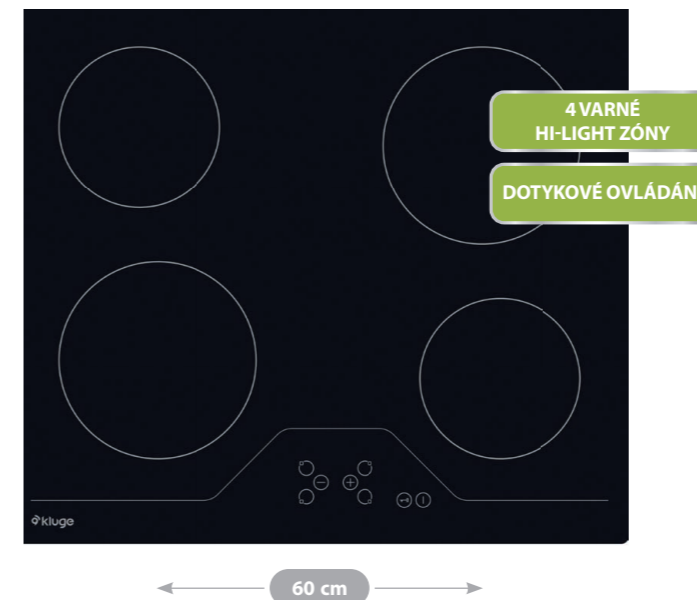 4 VARNÉ
HI-LIGHT ZÓNY
DOTYKOVÉ OVLÁDÁN
kluge
60 cm